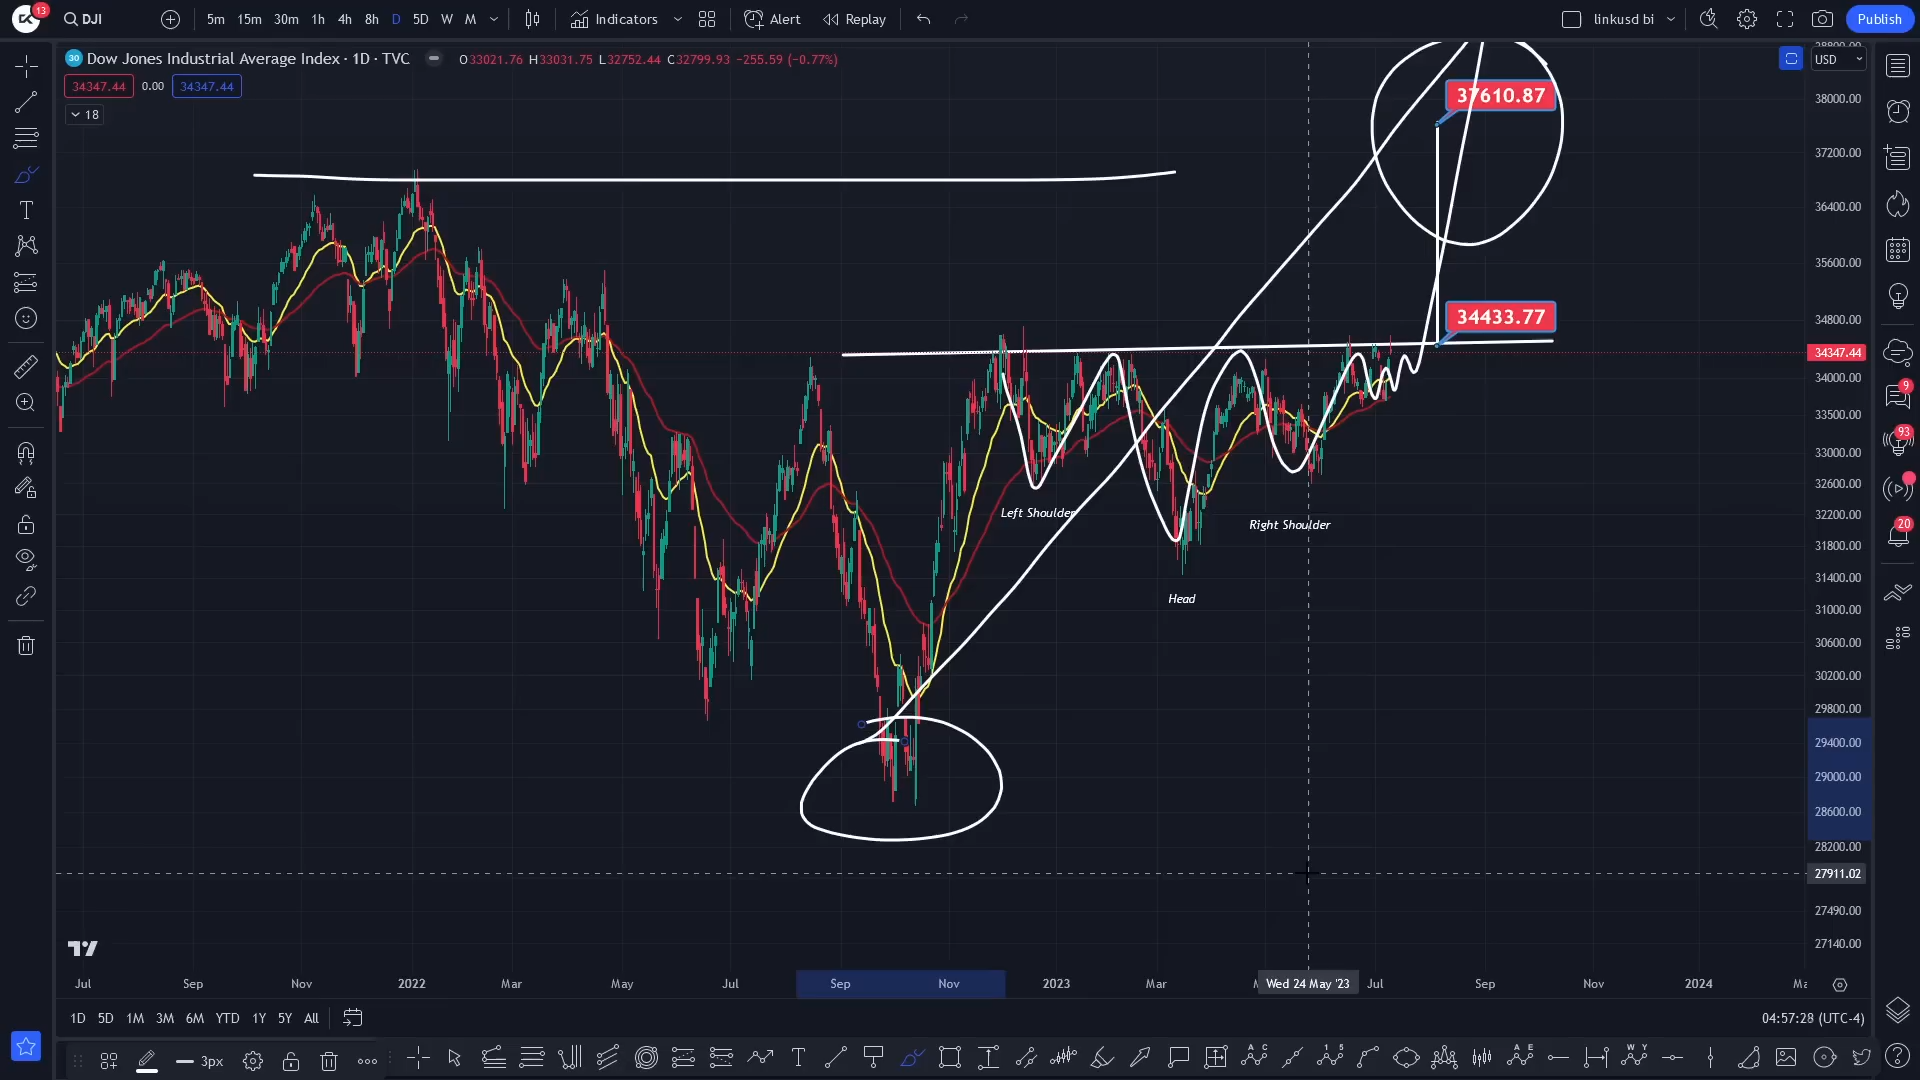 13
DJI
5m 15m 30m 1h 4h 8h D 5D W M
Indicators
Alert
Replay
linkusd bi
Publish
30 Dow Jones Industrial Average Index · 1D · TVC O33021.76 H33031.75 L32752.44 C32799.93 −255.59 (−0.77%)
34347.44 0.00 34347.44
18
USD
38000.00
37610.87
37200.00
36400.00
35600.00
34800.00
34433.77
34347.44
34000.00
33500.00
33000.00
32600.00
32200.00
31800.00
31400.00
31000.00
30600.00
30200.00
29800.00
29400.00
29000.00
28600.00
28200.00
27911.02
27490.00
27140.00
Left Shoulder
Right Shoulder
Head
9
93
20
Jul Sep Nov 2022 Mar May Jul Sep Nov 2023 Mar Wed 24 May '23 Jul Sep Nov 2024
1D 5D 1M 3M 6M YTD 1Y 5Y All
04:57:28 (UTC-4)
3px